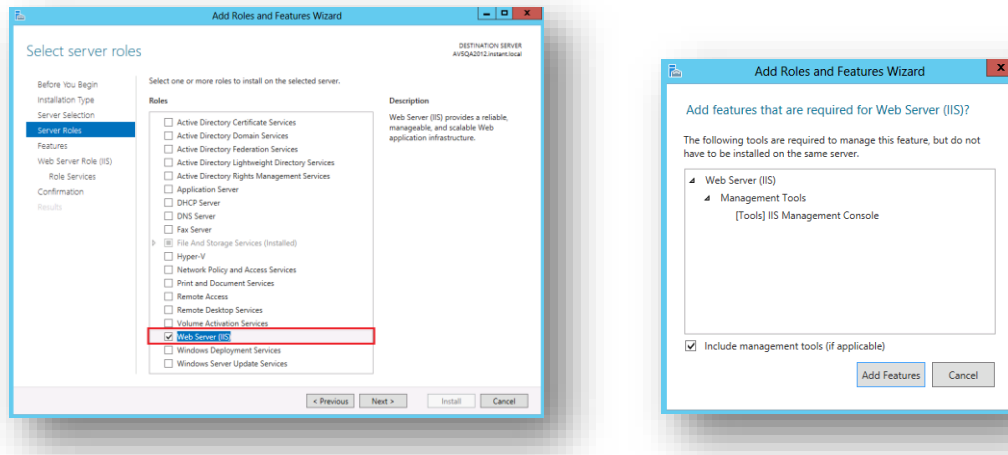 Add Roles and Features Wizard
Select server roles
DESTINATION SERVER
AVSQA2012.instant.local
Before You Begin
Installation Type
Server Selection
Server Roles
Features
Web Server Role (IIS)
Role Services
Confirmation
Results
Select one or more roles to install on the selected server.
Roles
Active Directory Certificate Services
Active Directory Domain Services
Active Directory Federation Services
Active Directory Lightweight Directory Services
Active Directory Rights Management Services
Application Server
DHCP Server
DNS Server
Fax Server
File And Storage Services (Installed)
Hyper-V
Network Policy and Access Services
Print and Document Services
Remote Access
Remote Desktop Services
Volume Activation Services
Web Server (IIS)
Windows Deployment Services
Windows Server Update Services
Description
Web Server (IIS) provides a reliable,
manageable, and scalable Web
application infrastructure.
< Previous
Next >
Install
Cancel
Add Roles and Features Wizard
Add features that are required for Web Server (IIS)?
The following tools are required to manage this feature, but do not
have to be installed on the same server.
Web Server (IIS)
Management Tools
[Tools] IIS Management Console
Include management tools (if applicable)
Add Features
Cancel